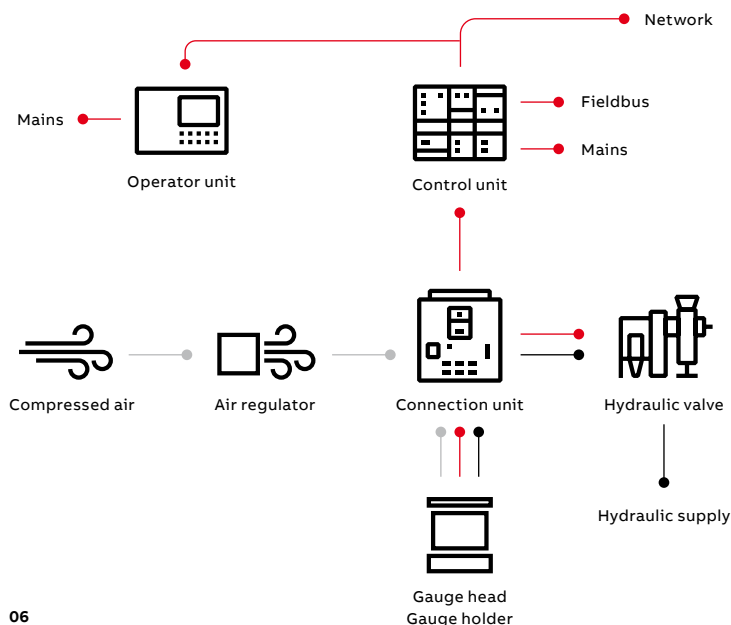 Network
Mains
Fieldbus
Mains
Operator unit
Control unit
Compressed air
Air regulator
Connection unit
Hydraulic valve
Hydraulic supply
Gauge head
Gauge holder
06